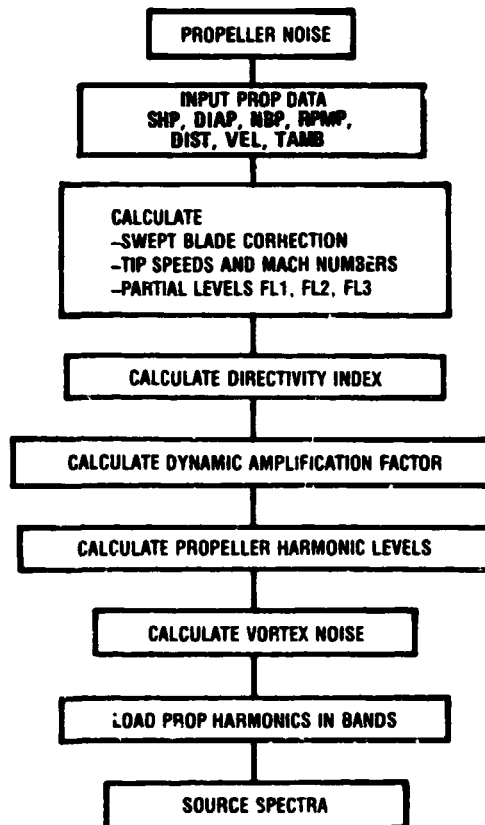 PROPELLER NOISE
INPUT PROP DATA
SHP, DIAP, NBP, RPMP,
DIST, VEL, TAMB
CALCULATE
–SWEPT BLADE CORRECTION
–TIP SPEEDS AND MACH NUMBERS
–PARTIAL LEVELS FL1, FL2, FL3
CALCULATE DIRECTIVITY INDEX
CALCULATE DYNAMIC AMPLIFICATION FACTOR
CALCULATE PROPELLER HARMONIC LEVELS
CALCULATE VORTEX NOISE
LOAD PROP HARMONICS IN BANDS
SOURCE SPECTRA